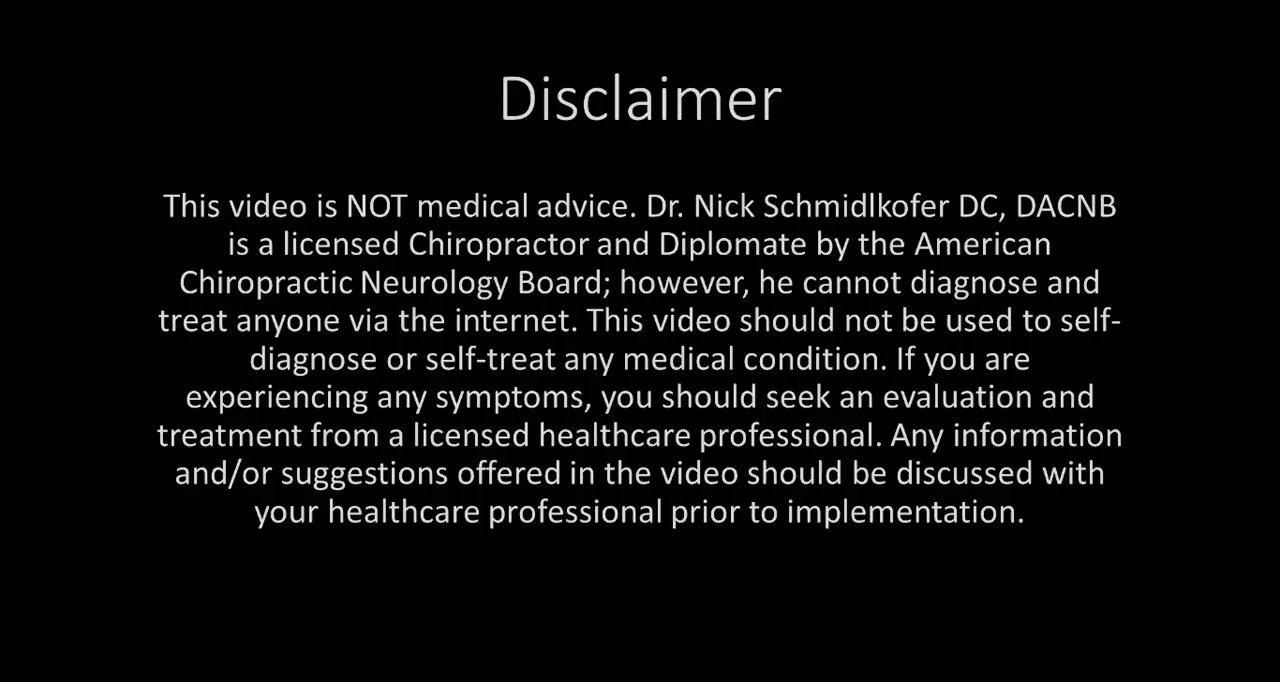 Disclaimer
This video is NOT medical advice. Dr. Nick Schmidlkofer DC, DACNB
is a licensed Chiropractor and Diplomate by the American
Chiropractic Neurology Board; however, he cannot diagnose and
treat anyone via the internet. This video should not be used to self-
diagnose or self-treat any medical condition. If you are
experiencing any symptoms, you should seek an evaluation and
treatment from a licensed healthcare professional. Any information
and/or suggestions offered in the video should be discussed with
your healthcare professional prior to implementation.